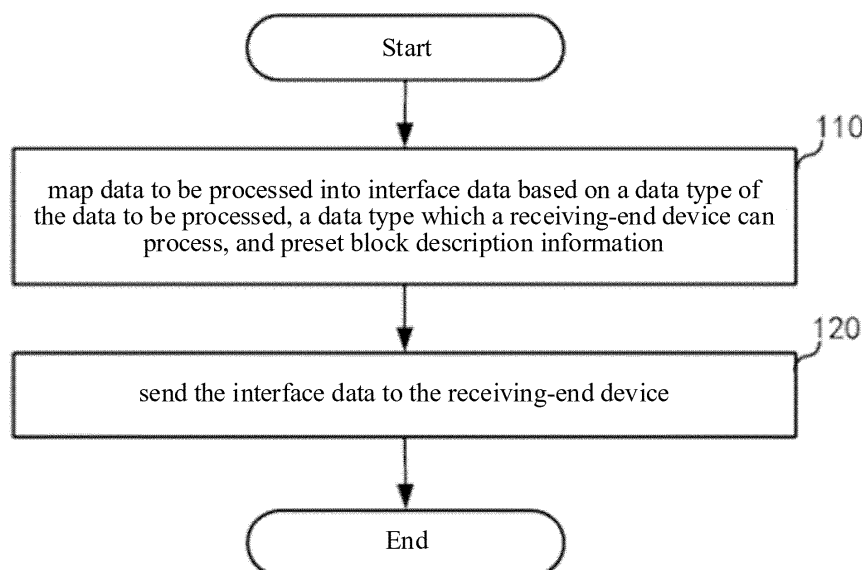 Start
110
map data to be processed into interface data based on a data type of
the data to be processed, a data type which a receiving-end device can
process, and preset block description information
120
send the interface data to the receiving-end device
End